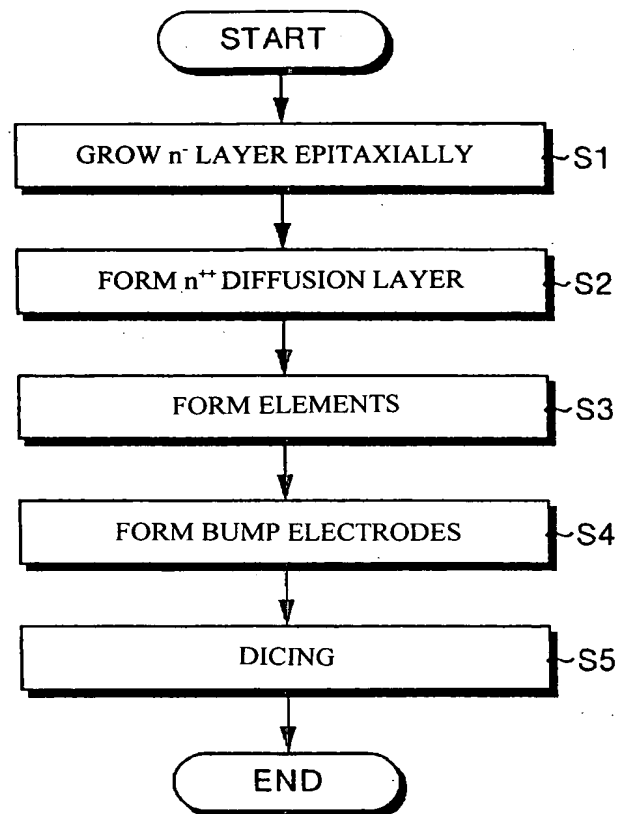 START
GROW n⁻ LAYER EPITAXIALLY S1
FORM n⁺⁺ DIFFUSION LAYER S2
FORM ELEMENTS S3
FORM BUMP ELECTRODES S4
DICING S5
END